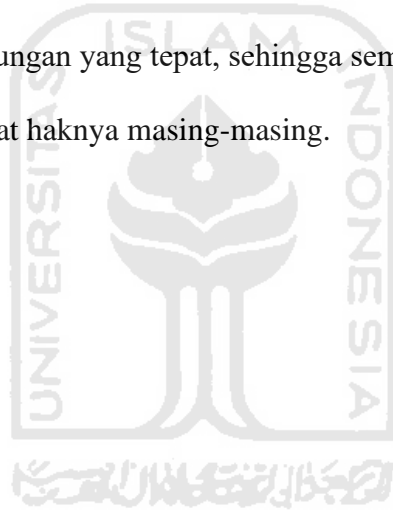 ISLAM
ungan yang tepat, sehingga sem
at haknya masing-masing.
UNIVERSITAS
INDONESIA